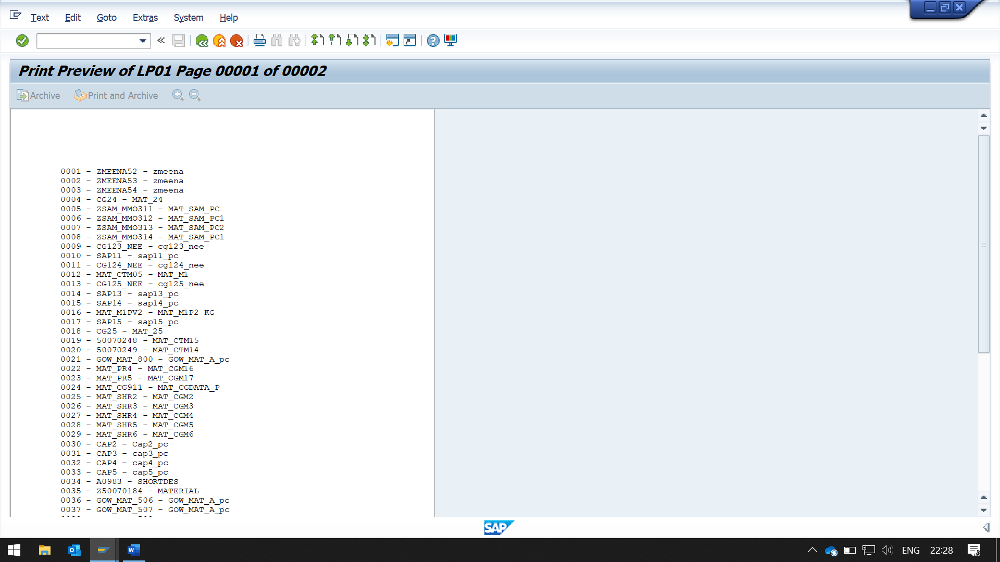 Text Edit Goto Extras System Help
Print Preview of LP01 Page 00001 of 00002
Archive Print and Archive
0001 - ZMEENA52 - zmeena
0002 - ZMEENA53 - zmeena
0003 - ZMEENA54 - zmeena
0004 - CG24 - MAT_24
0005 - ZSAM_MMO311 - MAT_SAM_PC
0006 - ZSAM_MMO312 - MAT_SAM_PC1
0007 - ZSAM_MMO313 - MAT_SAM_PC2
0008 - ZSAM_MMO314 - MAT_SAM_PC1
0009 - CG123_NEE - cg123_nee
0010 - SAP11 - sap11_pc
0011 - CG124_NEE - cg124_nee
0012 - MAT_CTM05 - MAT_M1
0013 - CG125_NEE - cg125_nee
0014 - SAP13 - sap13_pc
0015 - SAP14 - sap14_pc
0016 - MAT_M1PV2 - MAT_M1P2 KG
0017 - SAP15 - sap15_pc
0018 - CG25 - MAT_25
0019 - 50070248 - MAT_CTM15
0020 - 50070249 - MAT_CTM14
0021 - GOW_MAT_800 - GOW_MAT_A_pc
0022 - MAT_PR4 - MAT_CGM16
0023 - MAT_PR5 - MAT_CGM17
0024 - MAT_CG911 - MAT_CGDATA_P
0025 - MAT_SHR2 - MAT_CGM2
0026 - MAT_SHR3 - MAT_CGM3
0027 - MAT_SHR4 - MAT_CGM4
0028 - MAT_SHR5 - MAT_CGM5
0029 - MAT_SHR6 - MAT_CGM6
0030 - CAP2 - Cap2_pc
0031 - CAP3 - cap3_pc
0032 - CAP4 - cap4_pc
0033 - CAP5 - cap5_pc
0034 - A0983 - SHORTDES
0035 - Z50070184 - MATERIAL
0036 - GOW_MAT_506 - GOW_MAT_A_pc
0037 - GOW_MAT_507 - GOW_MAT_A_pc
SAP
ENG 22:28